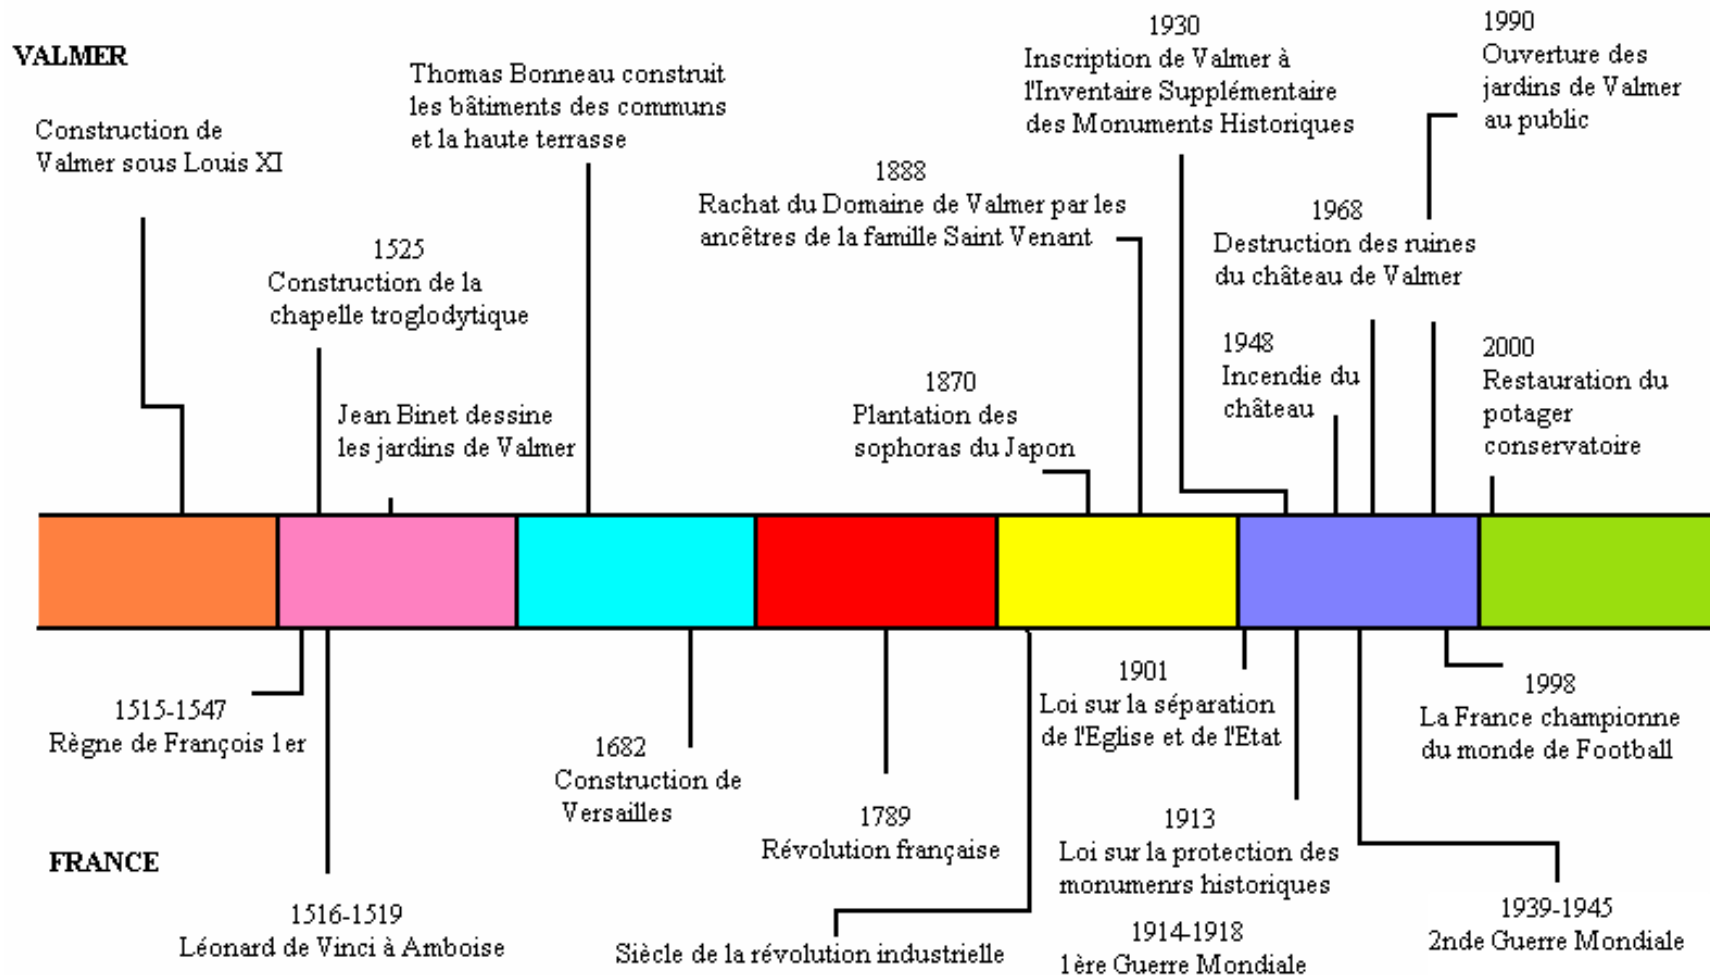 VALMER
Construction de
Valmer sous Louis XI
1525
Construction de la
chapelle troglodytique
Jean Binet dessine
les jardins de Valmer
Thomas Bonneau construit
les bâtiments des communs
et la haute terrasse
1870
Plantation des
sophoras du Japon
1888
Rachat du Domaine de Valmer par les
ancêtres de la famille Saint Venant
1930
Inscription de Valmer à
l'Inventaire Supplémentaire
des Monuments Historiques
1948
Incendie du
château
1968
Destruction des ruines
du château de Valmer
1990
Ouverture des
jardins de Valmer
au public
2000
Restauration du
potager
conservatoire
FRANCE
1515-1547
Règne de François 1er
1516-1519
Léonard de Vinci à Amboise
1682
Construction de
Versailles
1789
Révolution française
Siècle de la révolution industrielle
1901
Loi sur la séparation
de l'Eglise et de l'Etat
1913
Loi sur la protection des
monumenrs historiques
1914-1918
1ère Guerre Mondiale
1939-1945
2nde Guerre Mondiale
1998
La France championne
du monde de Football